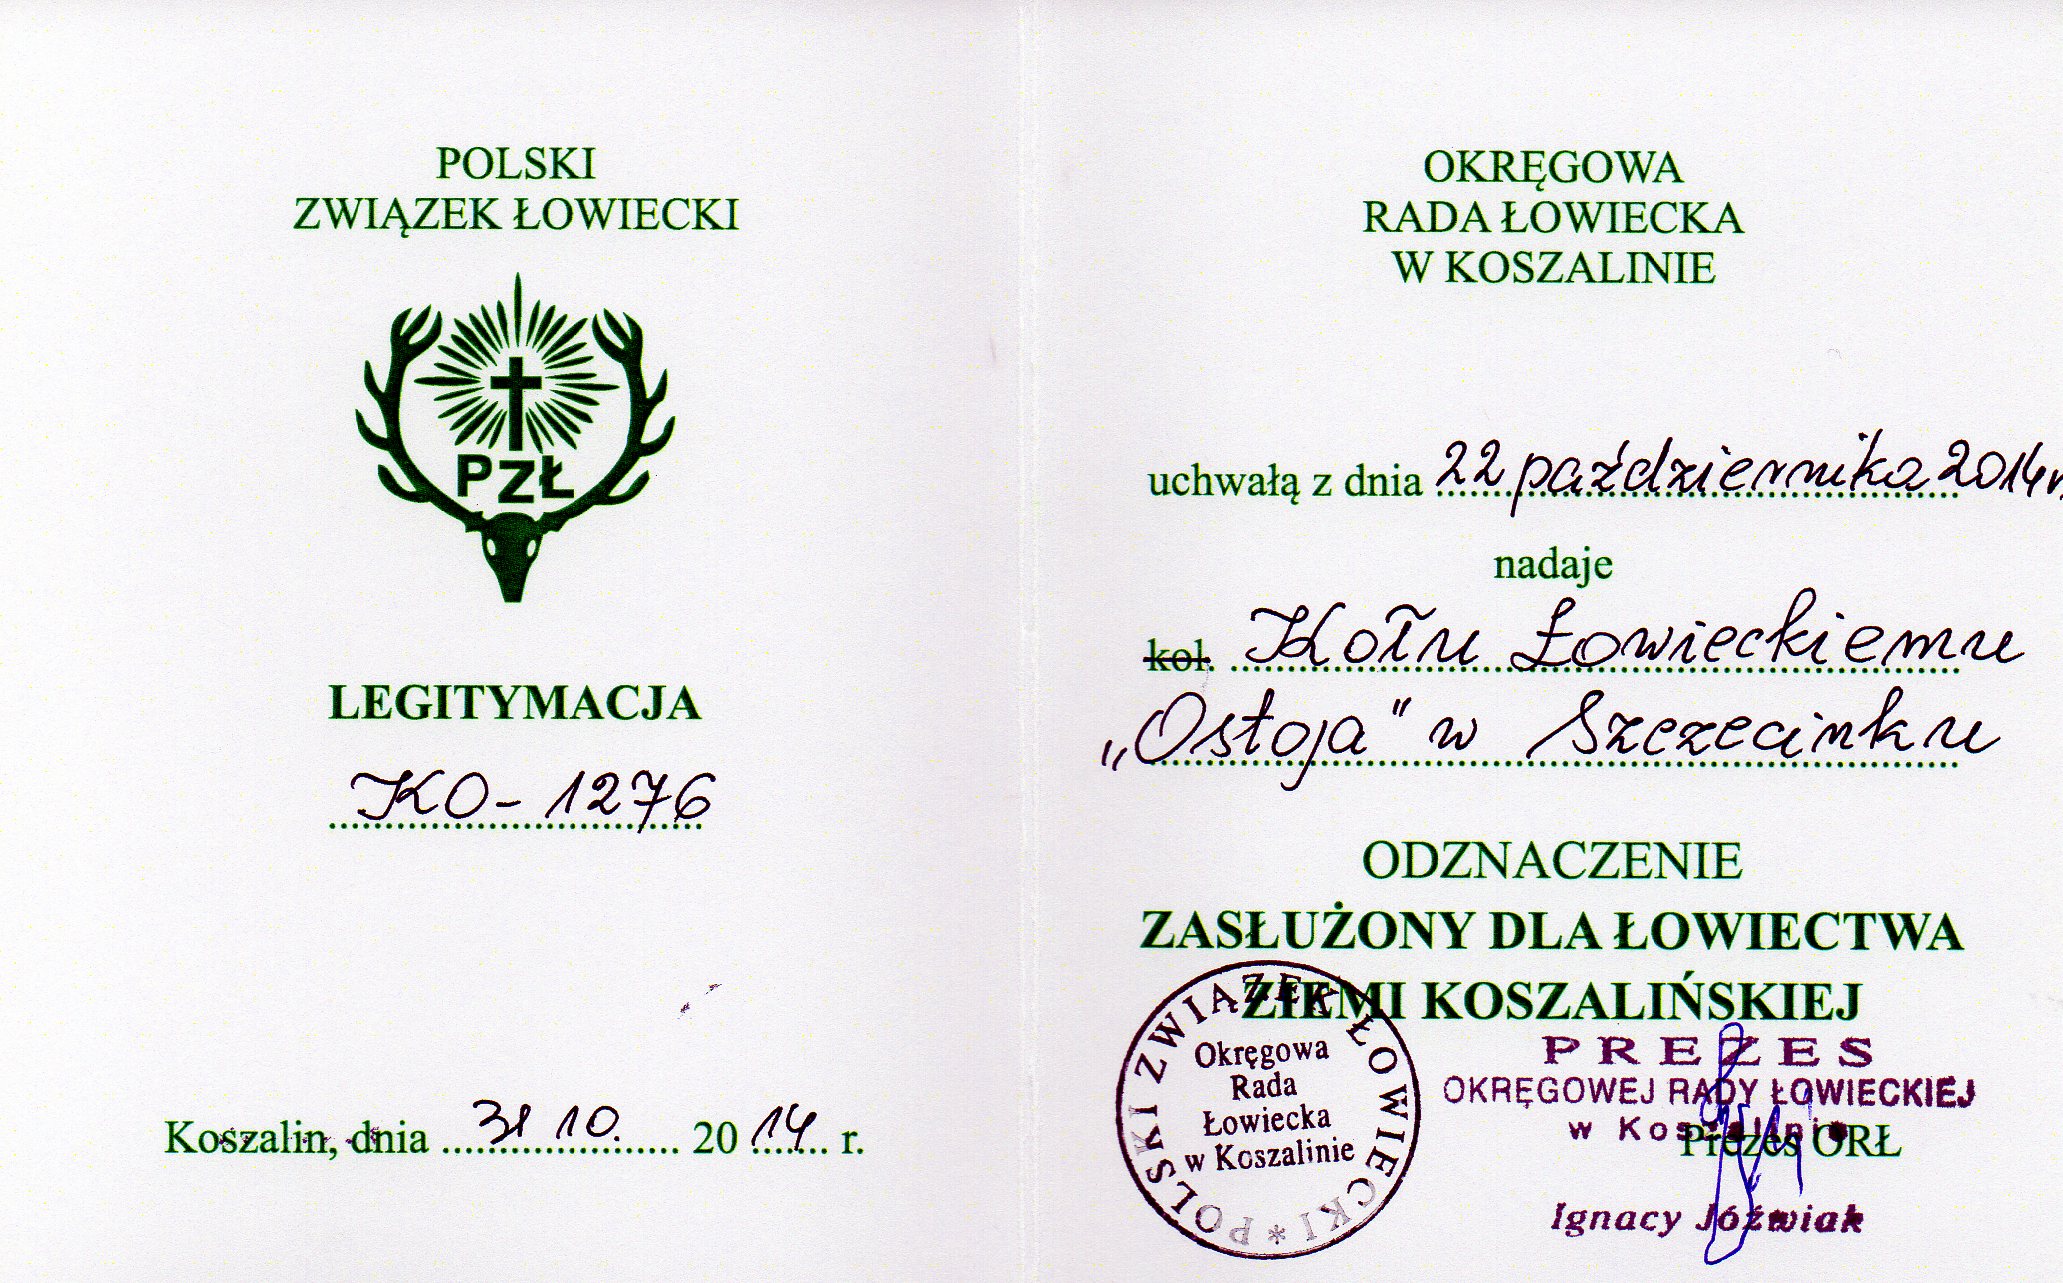 POLSKI
ZWIĄZEK ŁOWIECKI
PZŁ
LEGITYMACJA
KO-1276
Koszalin, dnia 31 10. 2014 r.
OKRĘGOWA
RADA ŁOWIECKA
W KOSZALINIE
uchwałą z dnia 22 października 2014 r.
nadaje
kol. Kołu Łowieckiemu
„Ostoja" w Szczecinku
ODZNACZENIE
ZASŁUŻONY DLA ŁOWIECTWA
ZIEMI KOSZALIŃSKIEJ
POLSKI ZWIĄZEK ŁOWIECKI *
Okręgowa
Rada
Łowiecka
w Koszalinie
PREZES
OKRĘGOWEJ RADY ŁOWIECKIEJ
w Koszalinie
Prezes ORŁ
Ignacy Jóźwiak